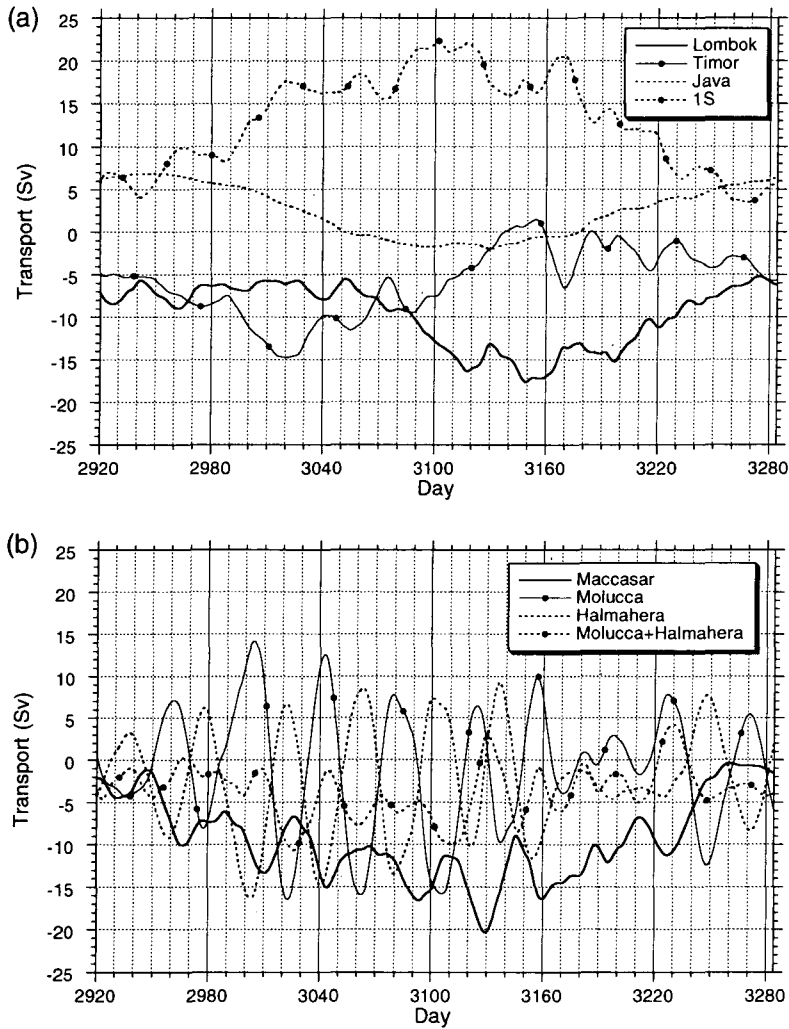 (a)
25
20
15
10
5
0
-5
-10
-15
-20
-25
Transport (Sv)
Lombok
Timor
Java
1S
2920 2980 3040 3100 3160 3220 3280
Day
(b)
25
20
15
10
5
0
-5
-10
-15
-20
-25
Transport (Sv)
Maccasar
Molucca
Halmahera
Molucca+Halmahera
2920 2980 3040 3100 3160 3220 3280
Day